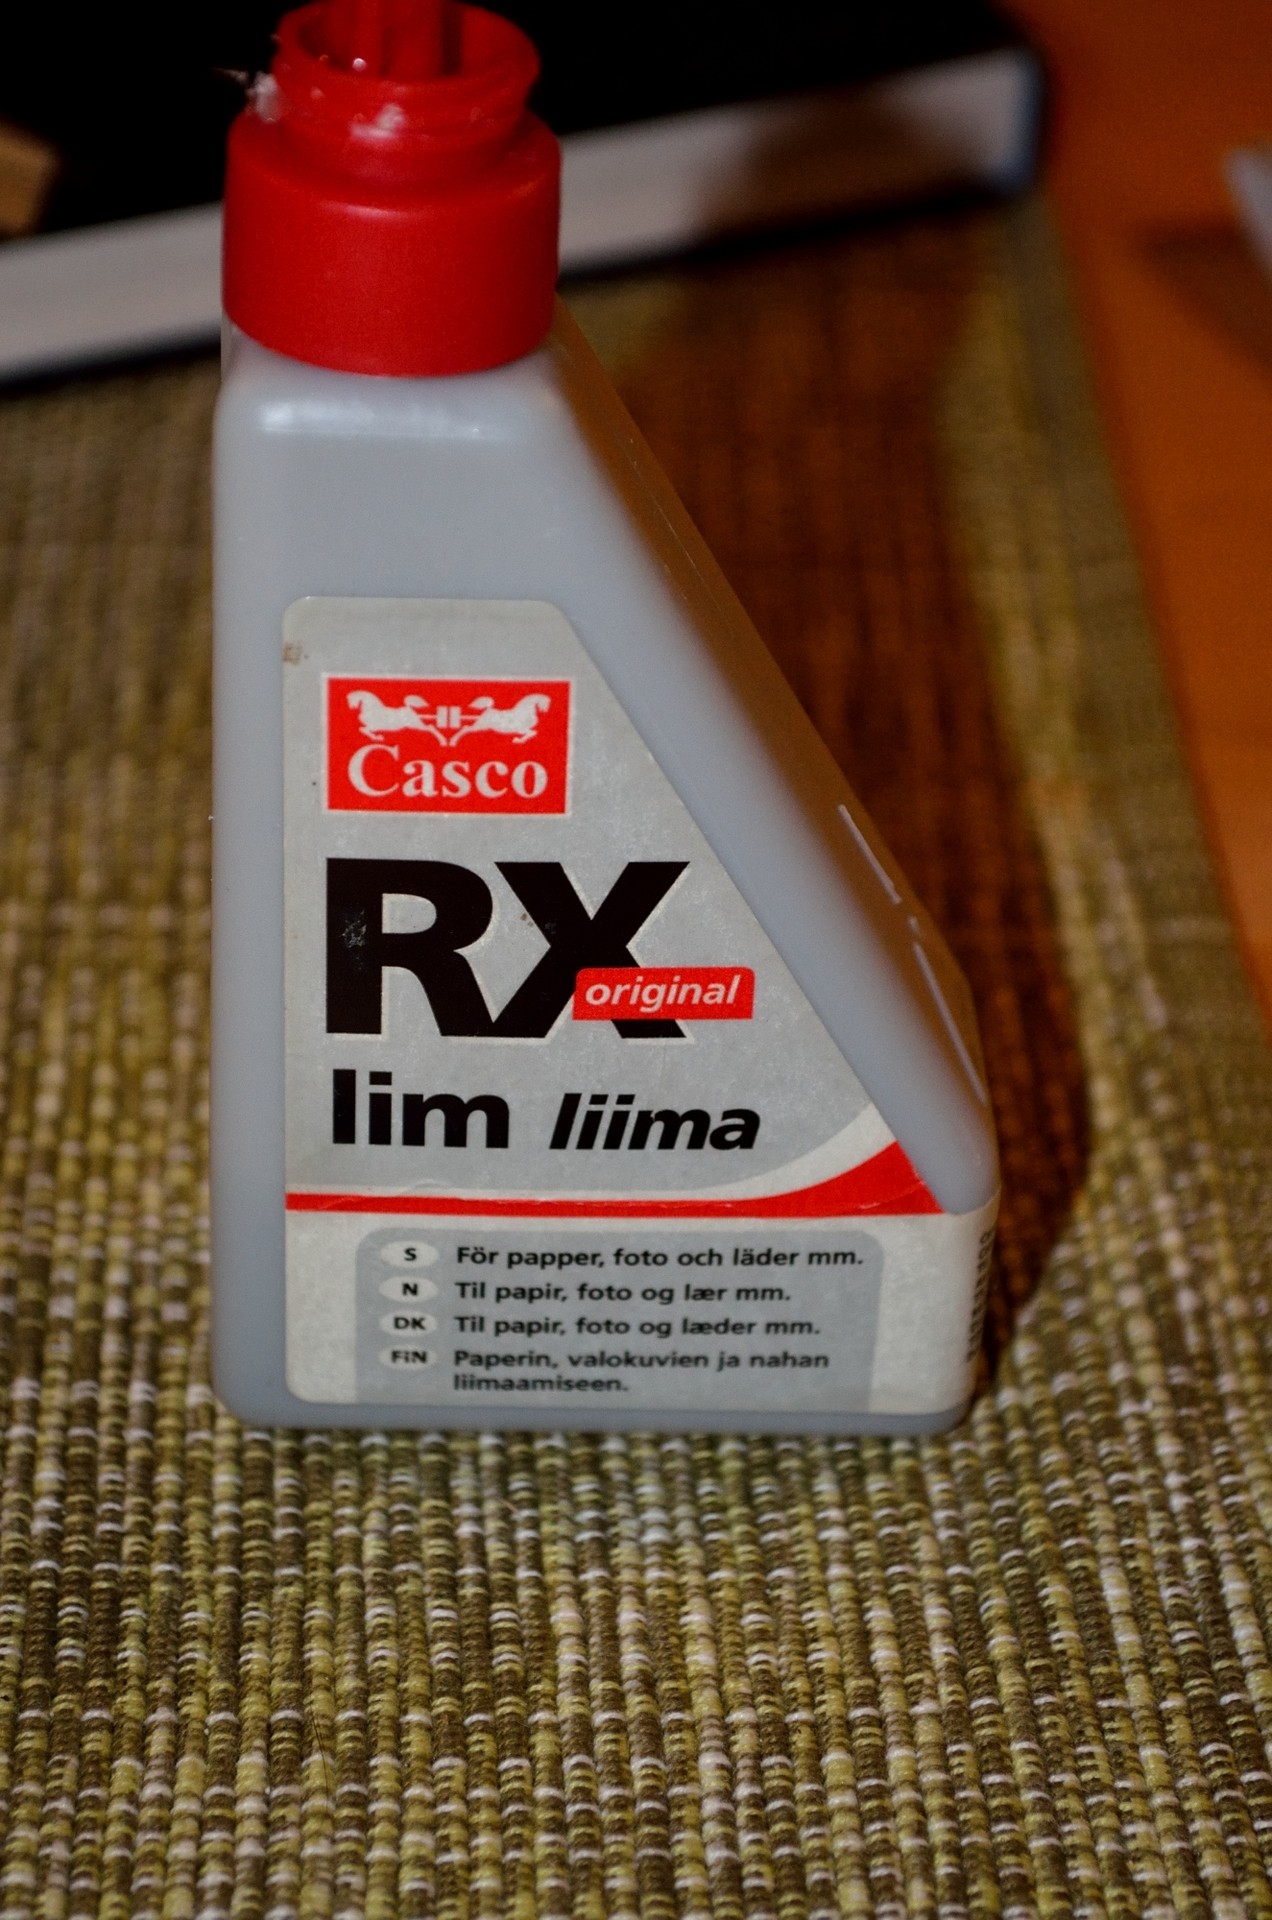 Casco
RX
original
lim liima
S För papper, foto och läder mm.
N Til papir, foto og lær mm.
DK Til papir, foto og læder mm.
FIN Paperin, valokuvien ja nahan
liimaamiseen.